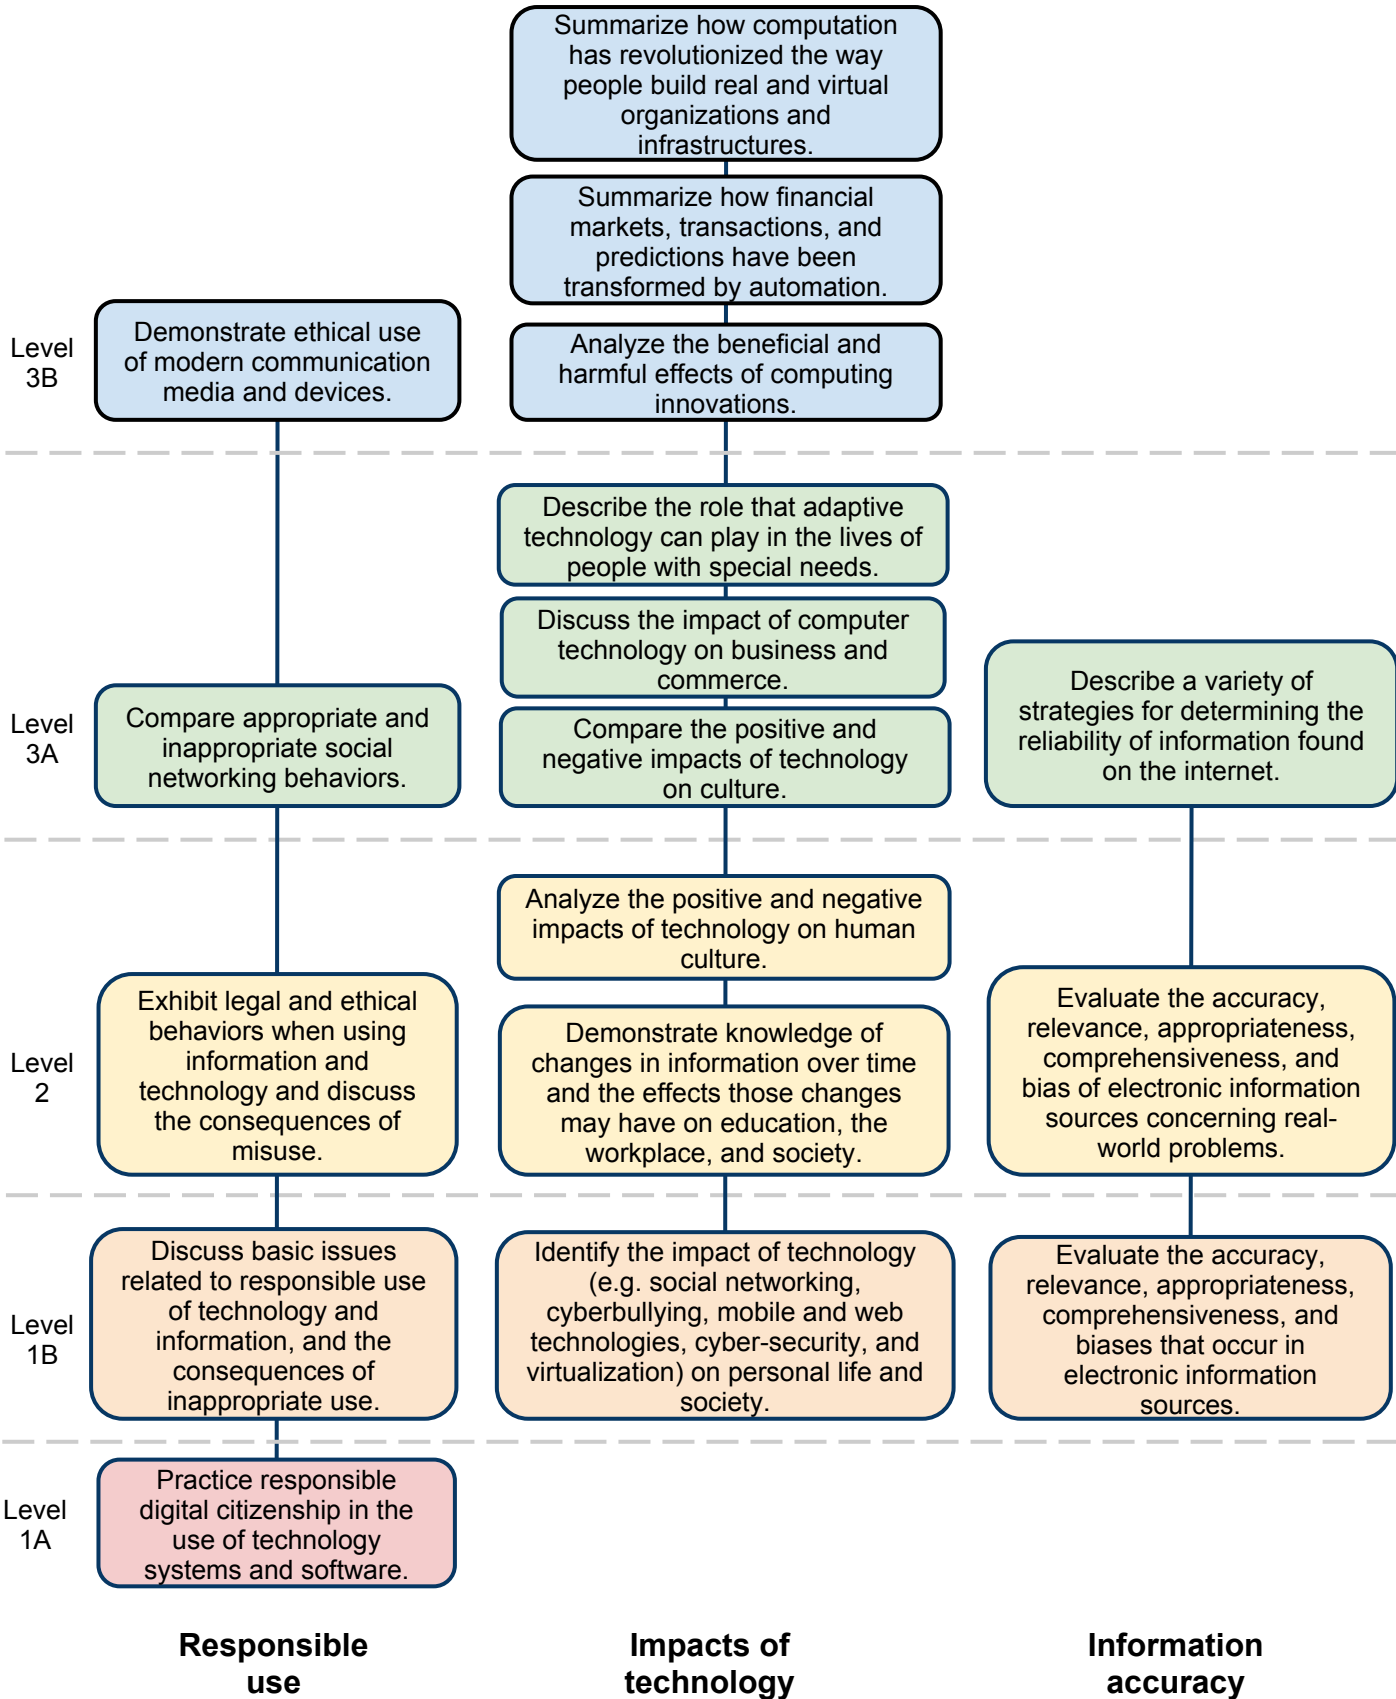 Summarize how computation
has revolutionized the way
people build real and virtual
organizations and
infrastructures.
Summarize how financial
markets, transactions, and
predictions have been
transformed by automation.
Level
3B
Demonstrate ethical use
of modern communication
media and devices.
Analyze the beneficial and
harmful effects of computing
innovations.
Describe the role that adaptive
technology can play in the lives of
people with special needs.
Discuss the impact of computer
technology on business and
commerce.
Level
3A
Compare appropriate and
inappropriate social
networking behaviors.
Compare the positive and
negative impacts of technology
on culture.
Describe a variety of
strategies for determining the
reliability of information found
on the internet.
Analyze the positive and negative
impacts of technology on human
culture.
Level
2
Exhibit legal and ethical
behaviors when using
information and
technology and discuss
the consequences of
misuse.
Demonstrate knowledge of
changes in information over time
and the effects those changes
may have on education, the
workplace, and society.
Evaluate the accuracy,
relevance, appropriateness,
comprehensiveness, and
bias of electronic information
sources concerning real-
world problems.
Level
1B
Discuss basic issues
related to responsible use
of technology and
information, and the
consequences of
inappropriate use.
Identify the impact of technology
(e.g. social networking,
cyberbullying, mobile and web
technologies, cyber-security, and
virtualization) on personal life and
society.
Evaluate the accuracy,
relevance, appropriateness,
comprehensiveness, and
biases that occur in
electronic information
sources.
Level
1A
Practice responsible
digital citizenship in the
use of technology
systems and software.
Responsible
use
Impacts of
technology
Information
accuracy